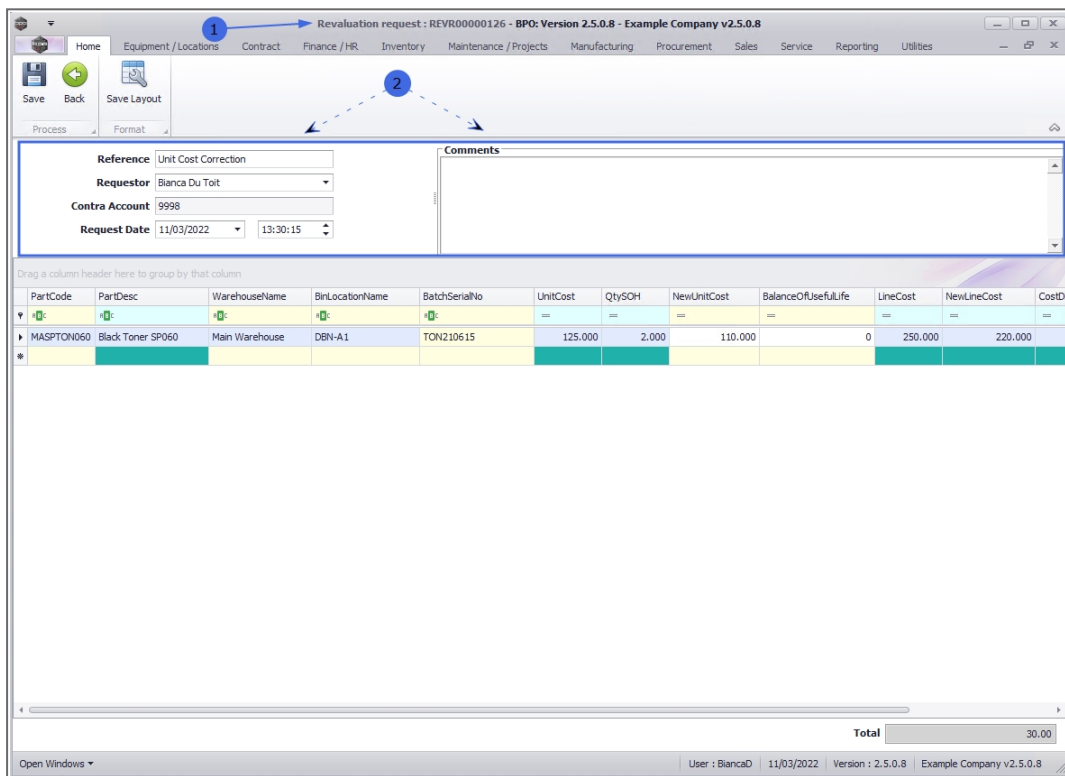 1
Revaluation request : REVR00000126 - BPO: Version 2.5.0.8 - Example Company v2.5.0.8
Home Equipment / Locations Contract Finance / HR Inventory Maintenance / Projects Manufacturing Procurement Sales Service Reporting Utilities
Save Back Save Layout
2
Process Format
Comments
Reference Unit Cost Correction
Requestor Bianca Du Toit
Contra Account 9998
Request Date 11/03/2022 13:30:15
Drag a column header here to group by that column
PartCode PartDesc WarehouseName BinLocationName BatchSerialNo UnitCost QtySOH NewUnitCost BalanceOfUsefulLife LineCost NewLineCost CostD
= = = = = = =
MASPTON060 Black Toner SP060 Main Warehouse DBN-A1 TON210615 125.000 2.000 110.000 0 250.000 220.000
Total 30.00
Open Windows User : BiancaD 11/03/2022 Version : 2.5.0.8 Example Company v2.5.0.8